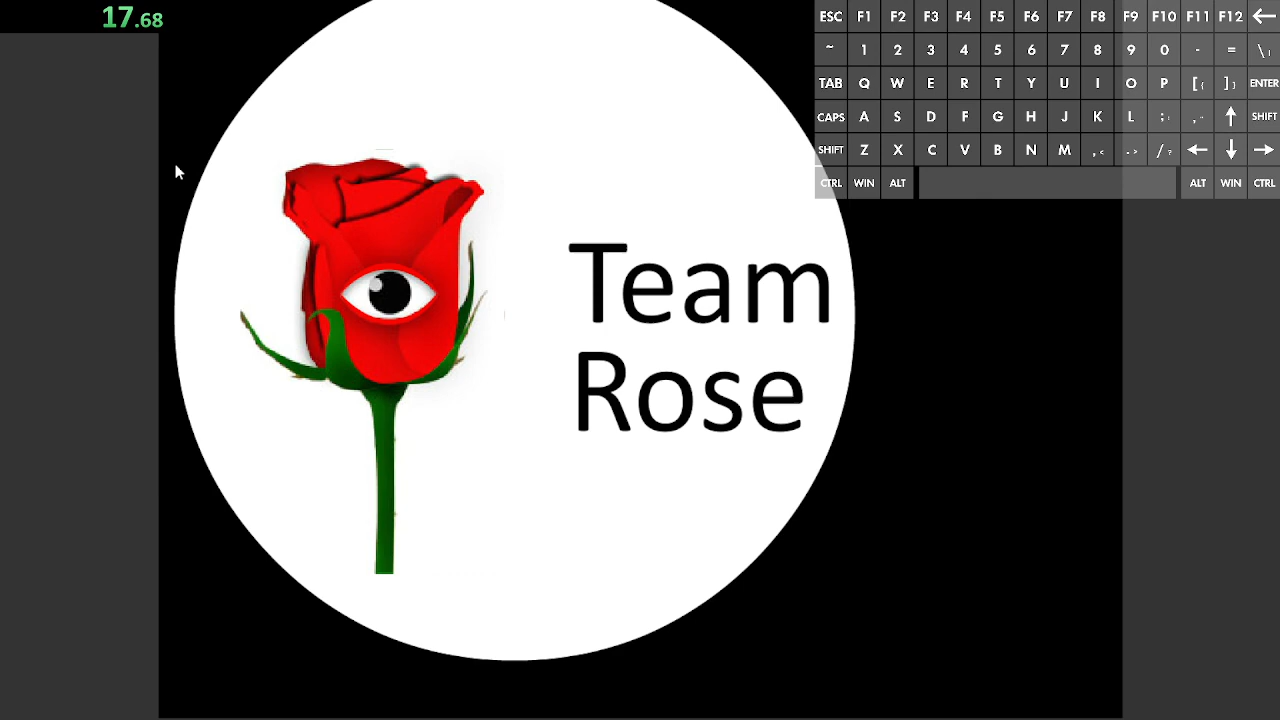 17.68
ESC F1 F2 F3 F4 F5 F6 F7 F8 F9 F10 F11 F12 ←
~ 1 2 3 4 5 6 7 8 9 0 - = \
TAB Q W E R T Y U I O P [ ] ENTER
CAPS A S D F G H J K L ; ↑ SHIFT
SHIFT Z X C V B N M ,< .> /? ← ↓ →
CTRL WIN ALT ALT WIN CTRL
Team
Rose